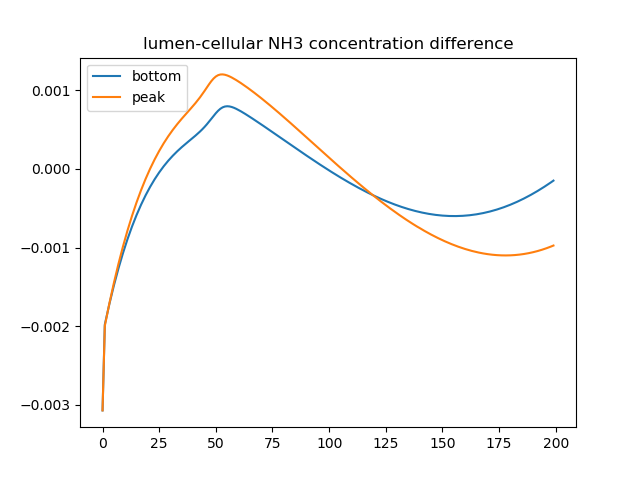 lumen-cellular NH3 concentration difference
bottom
peak
0.001
0.000
−0.001
−0.002
−0.003
0 25 50 75 100 125 150 175 200